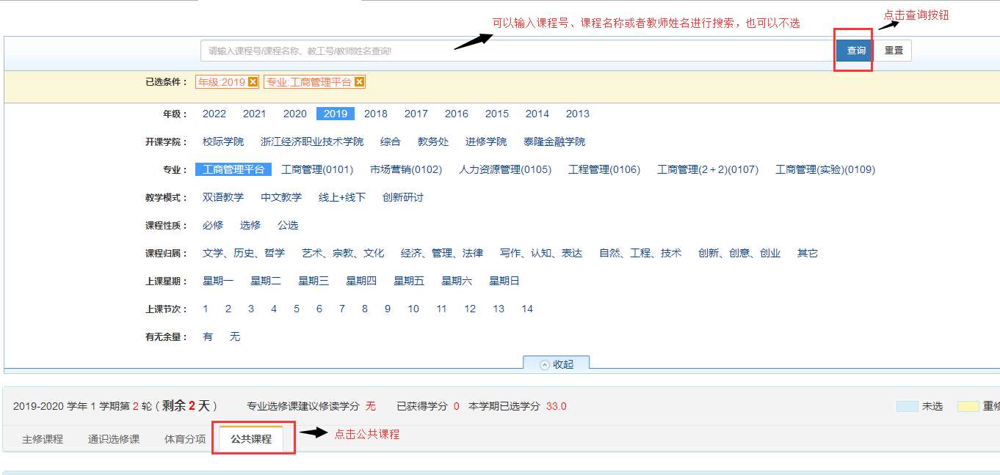 点击查询按钮
可以输入课程号、课程名称或者教师姓名进行搜索，也可以不选
请输入课程号/课程名称、教工号/教师姓名查询! 查询 重置
已选条件： 年级:2019 专业:工商管理平台
年级： 2022 2021 2020 2019 2018 2017 2016 2015 2014 2013
开课学院： 校际学院 浙江经济职业技术学院 综合 教务处 进修学院 泰隆金融学院
专业： 工商管理平台 工商管理(0101) 市场营销(0102) 人力资源管理(0105) 工程管理(0106) 工商管理(2＋2)(0107) 工商管理(实验)(0109)
教学模式： 双语教学 中文教学 线上+线下 创新研讨
课程性质： 必修 选修 公选
课程归属： 文学、历史、哲学 艺术、宗教、文化 经济、管理、法律 写作、认知、表达 自然、工程、技术 创新、创意、创业 其它
上课星期： 星期一 星期二 星期三 星期四 星期五 星期六 星期日
上课节次： 1 2 3 4 5 6 7 8 9 10 11 12 13 14
有无余量： 有 无
收起
2019-2020 学年 1 学期第 2 轮 ( 剩余 2 天 ) 专业选修课建议修读学分 无 已获得学分 0 本学期已选学分 33.0 未选 重修
主修课程 通识选修课 体育分项 公共课程 点击公共课程